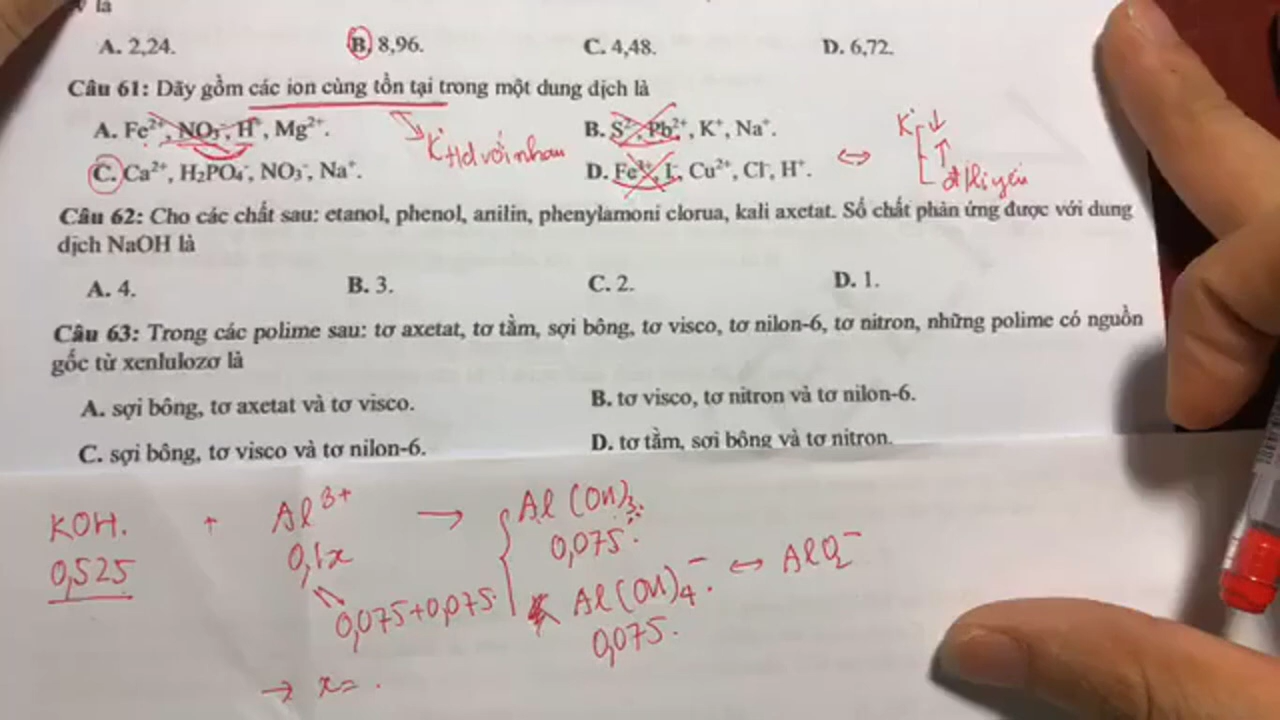 là
A. 2,24. B. 8,96. C. 4,48. D. 6,72.
Câu 61: Dãy gồm các ion cùng tồn tại trong một dung dịch là
A. Fe²⁺, NO₃⁻, H⁺, Mg²⁺. B. S²⁻, Pb²⁺, K⁺, Na⁺.
K ttd với nhau
K ↓
↑
đ li yếu
C. Ca²⁺, H₂PO₄⁻, NO₃⁻, Na⁺. D. Fe³⁺, I⁻, Cu²⁺, Cl⁻, H⁺. ⇔
Câu 62: Cho các chất sau: etanol, phenol, anilin, phenylamoni clorua, kali axetat. Số chất phản ứng được với dung
dịch NaOH là
A. 4. B. 3. C. 2. D. 1.
Câu 63: Trong các polime sau: tơ axetat, tơ tằm, sợi bông, tơ visco, tơ nilon-6, tơ nitron, những polime có nguồn
gốc từ xenlulozơ là
A. sợi bông, tơ axetat và tơ visco. B. tơ visco, tơ nitron và tơ nilon-6.
C. sợi bông, tơ visco và tơ nilon-6. D. tơ tằm, sợi bông và tơ nitron.
KOH. + Al³⁺ → Al(OH)₃
0,525 0,1x 0,075.
Al(OH)₄⁻. ↔ AlO₂⁻
0,075+0,075 0,075.
→ x = .